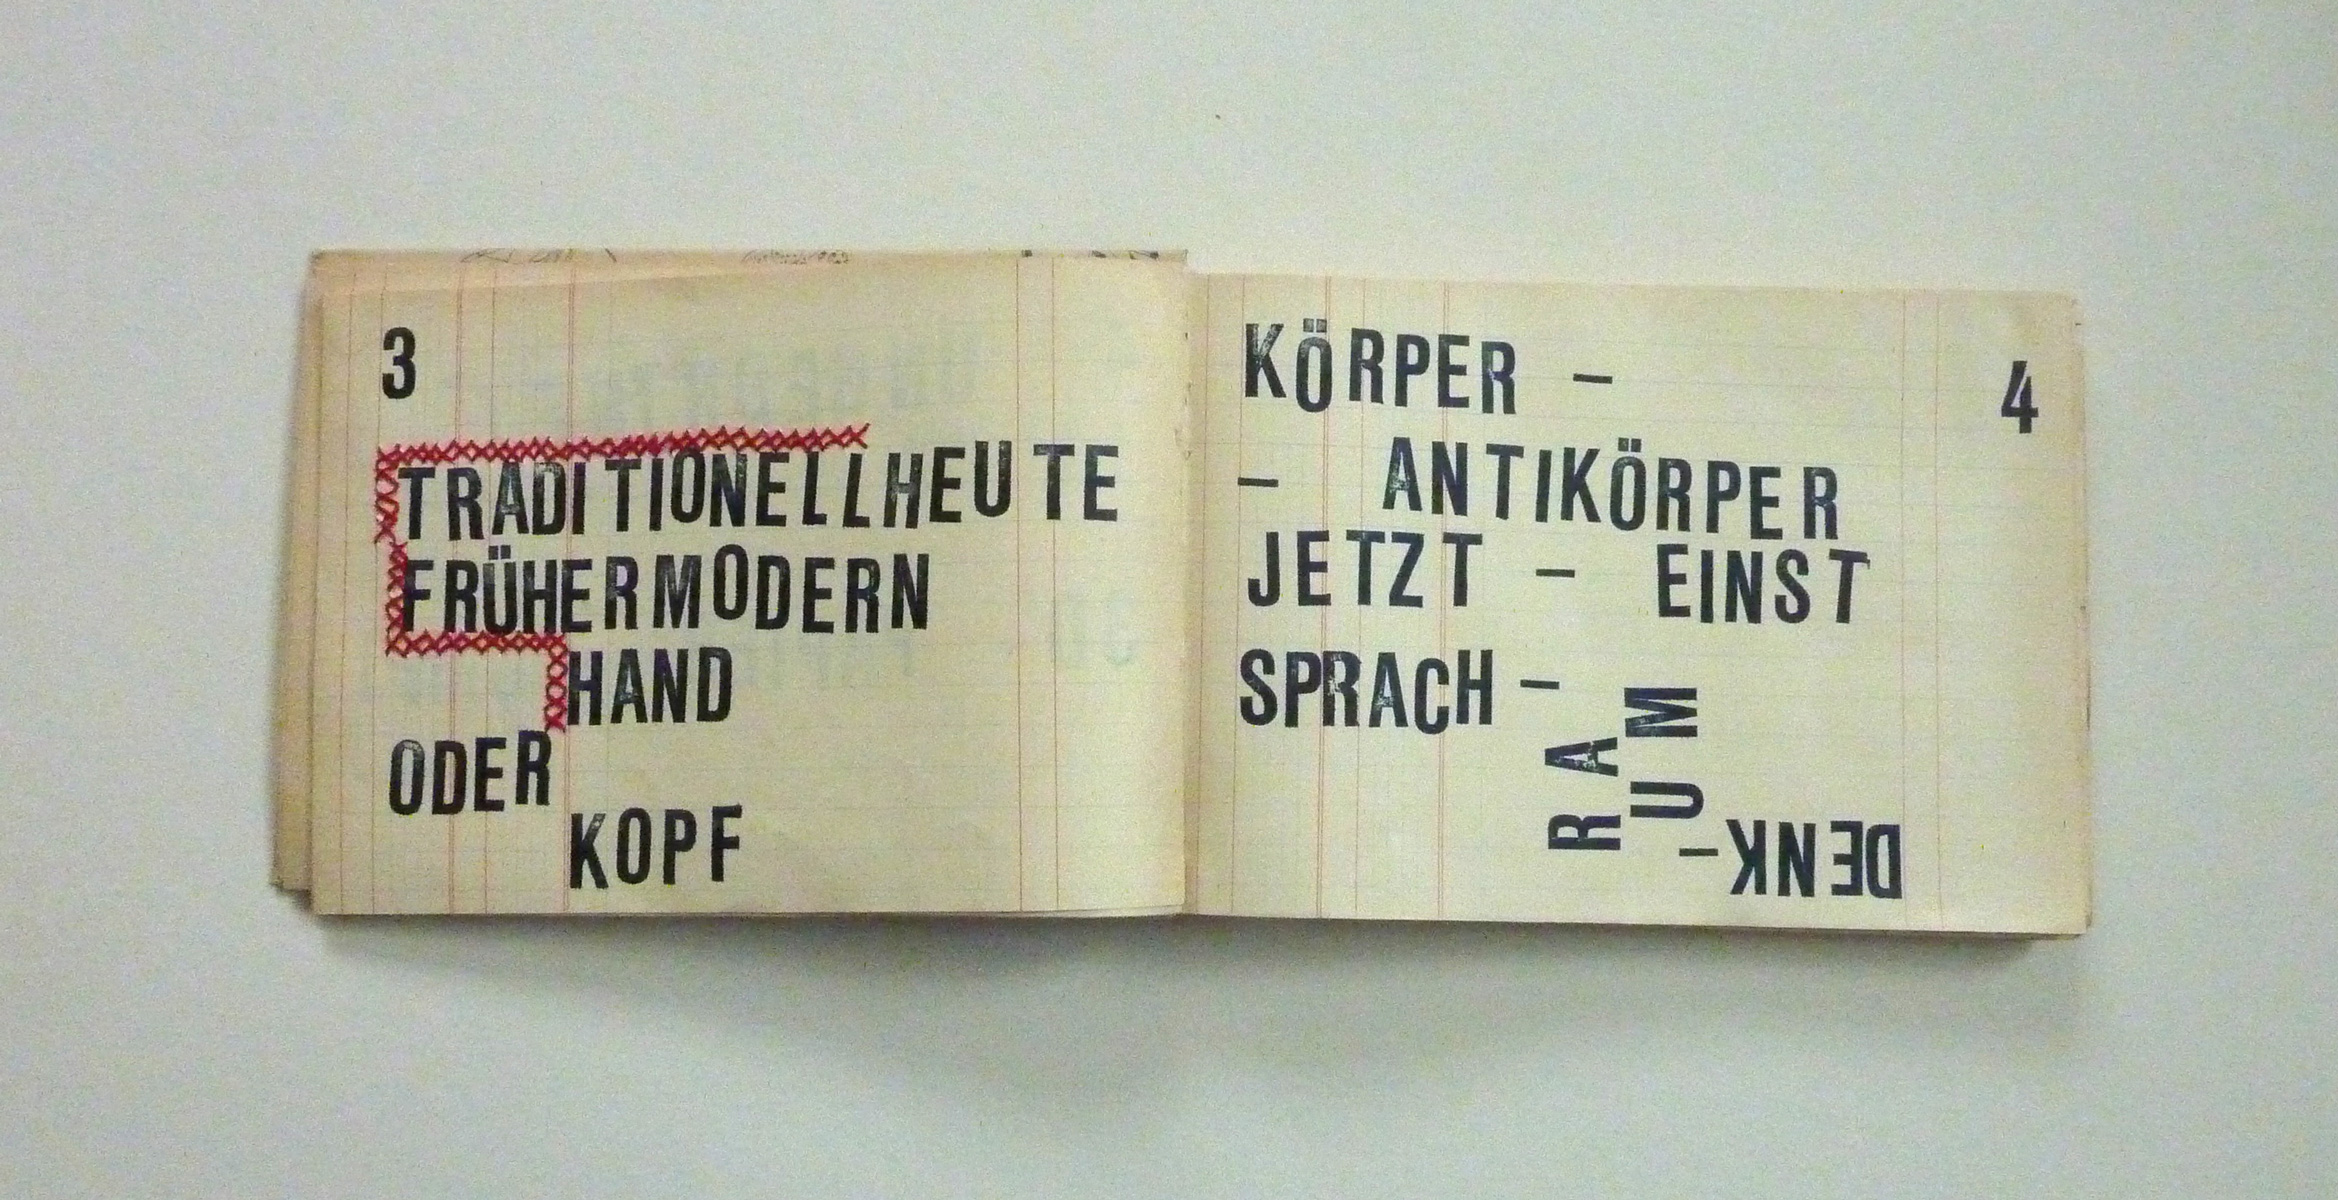 3
TRADITIONELLHEUTE
FRÜHERMODERN
HAND
ODER
KOPF
4
KÖRPER –
– ANTIKÖRPER
JETZT – EINST
SPRACH –
RAUM
DENK–